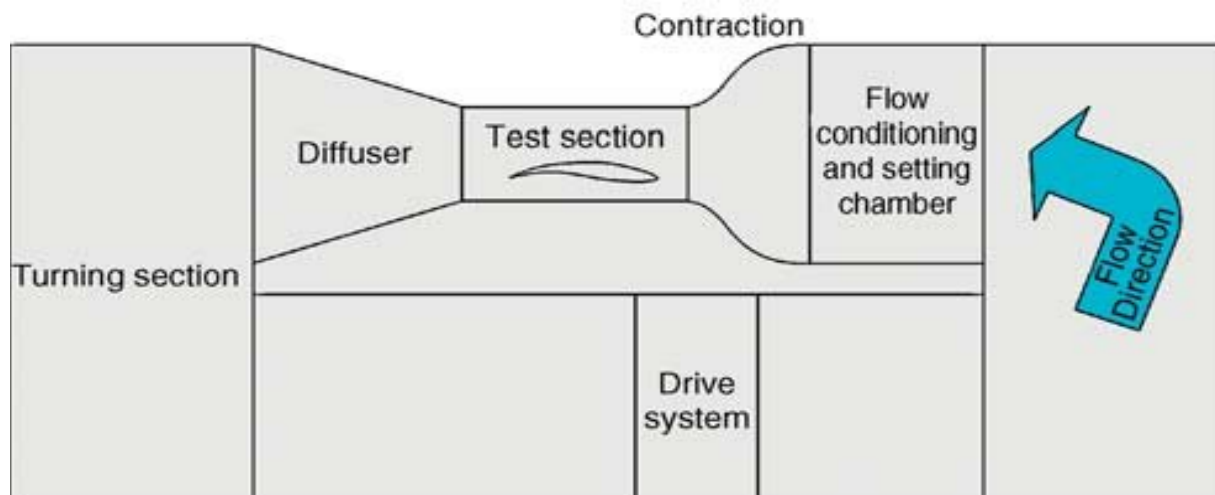 Contraction
Flow
conditioning
and setting
chamber
Test section
Diffuser
Flow
Direction
Turning section
Drive
system